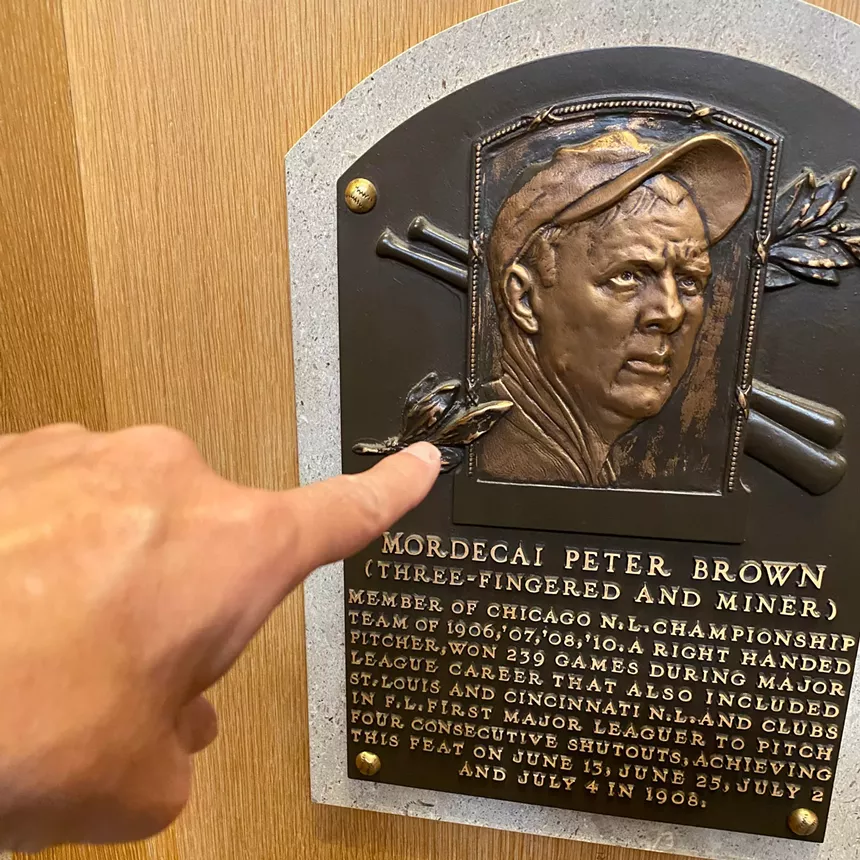 MORDECAI PETER BROWN
(THREE-FINGERED AND MINER)
MEMBER OF CHICAGO N.L. CHAMPIONSHIP
TEAM OF 1906,'07,'08,'10. A RIGHT HANDED
PITCHER, WON 239 GAMES DURING MAJOR
LEAGUE CAREER THAT ALSO INCLUDED
ST. LOUIS AND CINCINNATI N.L. AND CLUBS
IN F.L. FIRST MAJOR LEAGUER TO PITCH
FOUR CONSECUTIVE SHUTOUTS, ACHIEVING
THIS FEAT ON JUNE 13, JUNE 25, JULY 2
AND JULY 4 IN 1908.